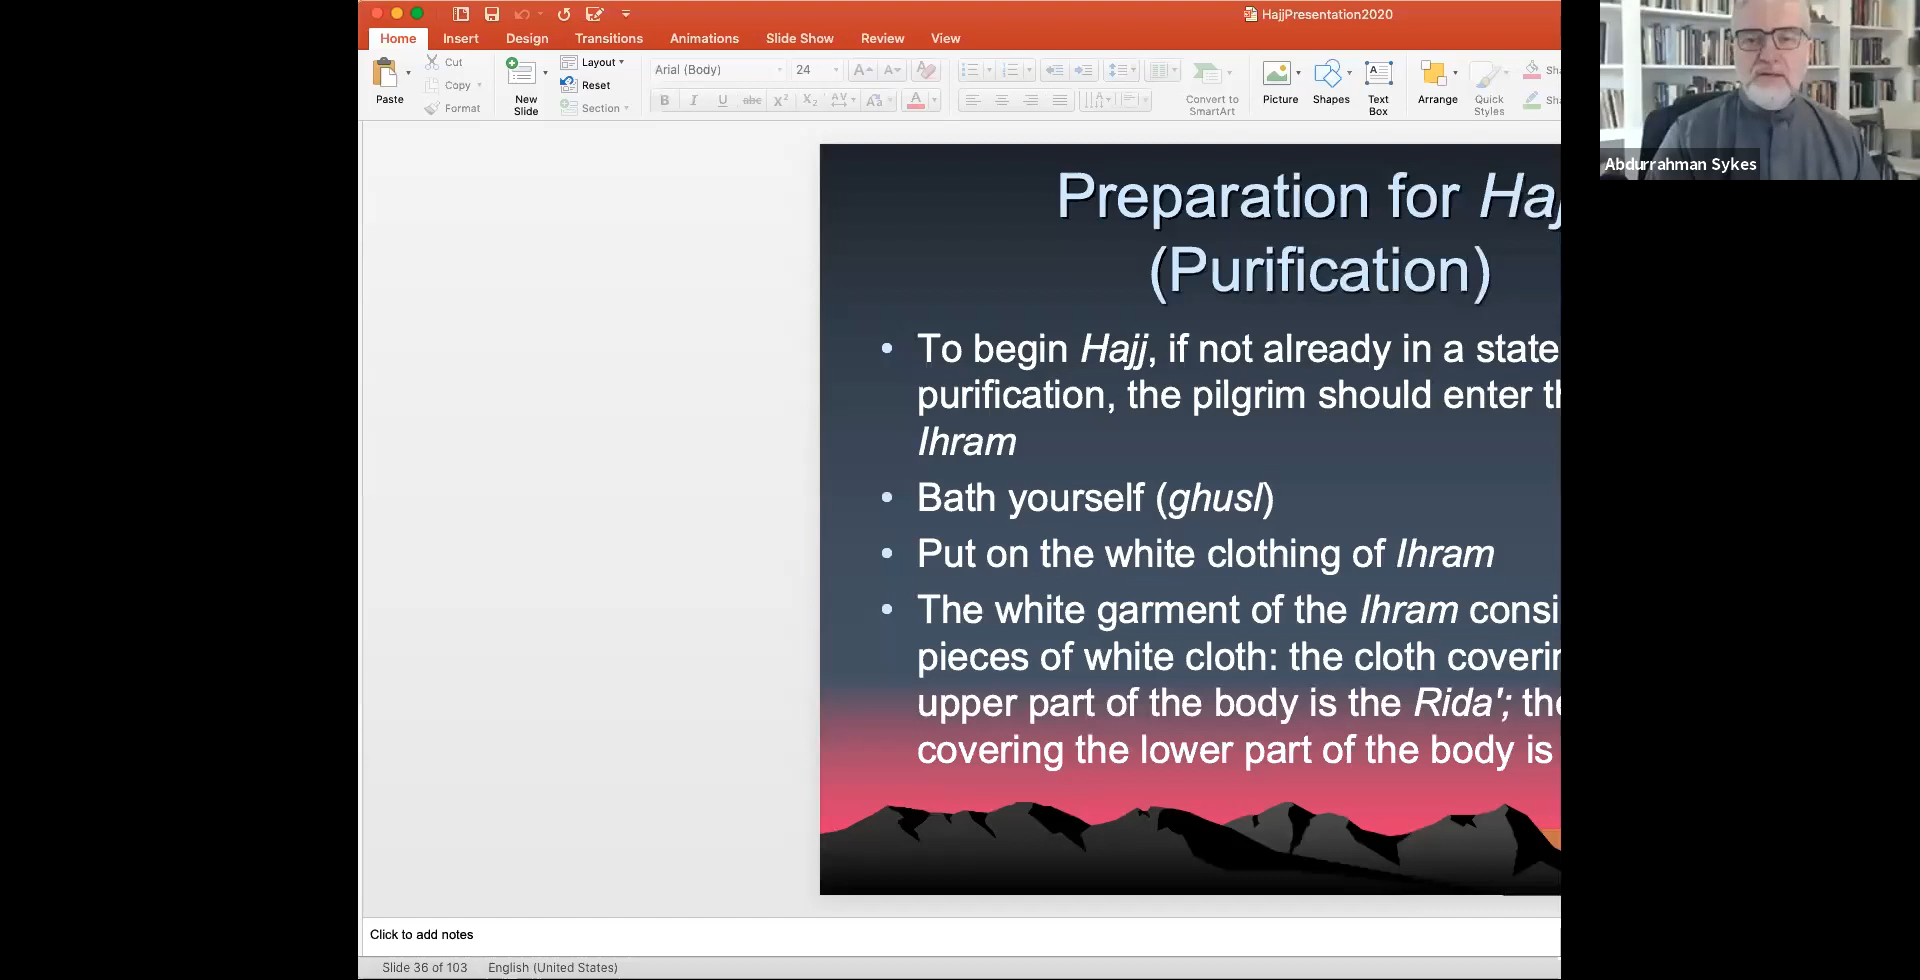 HajjPresentation2020
Home Insert Design Transitions Animations Slide Show Review View
Paste
Cut
Copy
Format
New
Slide
Layout
Reset
Section
Arial (Body) 24
B I U abc X² X₂ AV Aa A
Convert to
SmartArt
Picture
Shapes
Text
Box
Arrange
Quick
Styles
Abdurrahman Sykes
Preparation for
(Purification)
• To begin Hajj, if not already in a state
purification, the pilgrim should enter
Ihram
• Bath yourself (ghusl)
• Put on the white clothing of Ihram
• The white garment of the Ihram
pieces of white cloth: the cloth
upper part of the body is the Rida';
covering the lower part of the body is
Click to add notes
Slide 36 of 103 English (United States)